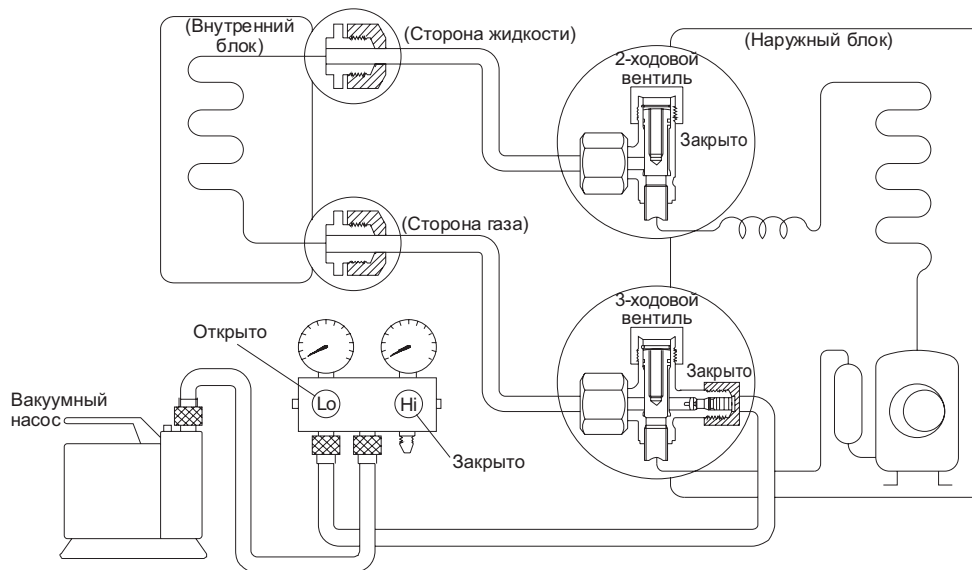 (Внутренний
блок)
(Сторона жидкости)
(Наружный блок)
2-ходовой
вентиль
Закрыто
(Сторона газа)
3-ходовой
вентиль
Закрыто
Открыто
Lo
Hi
Вакуумный
насос
Закрыто